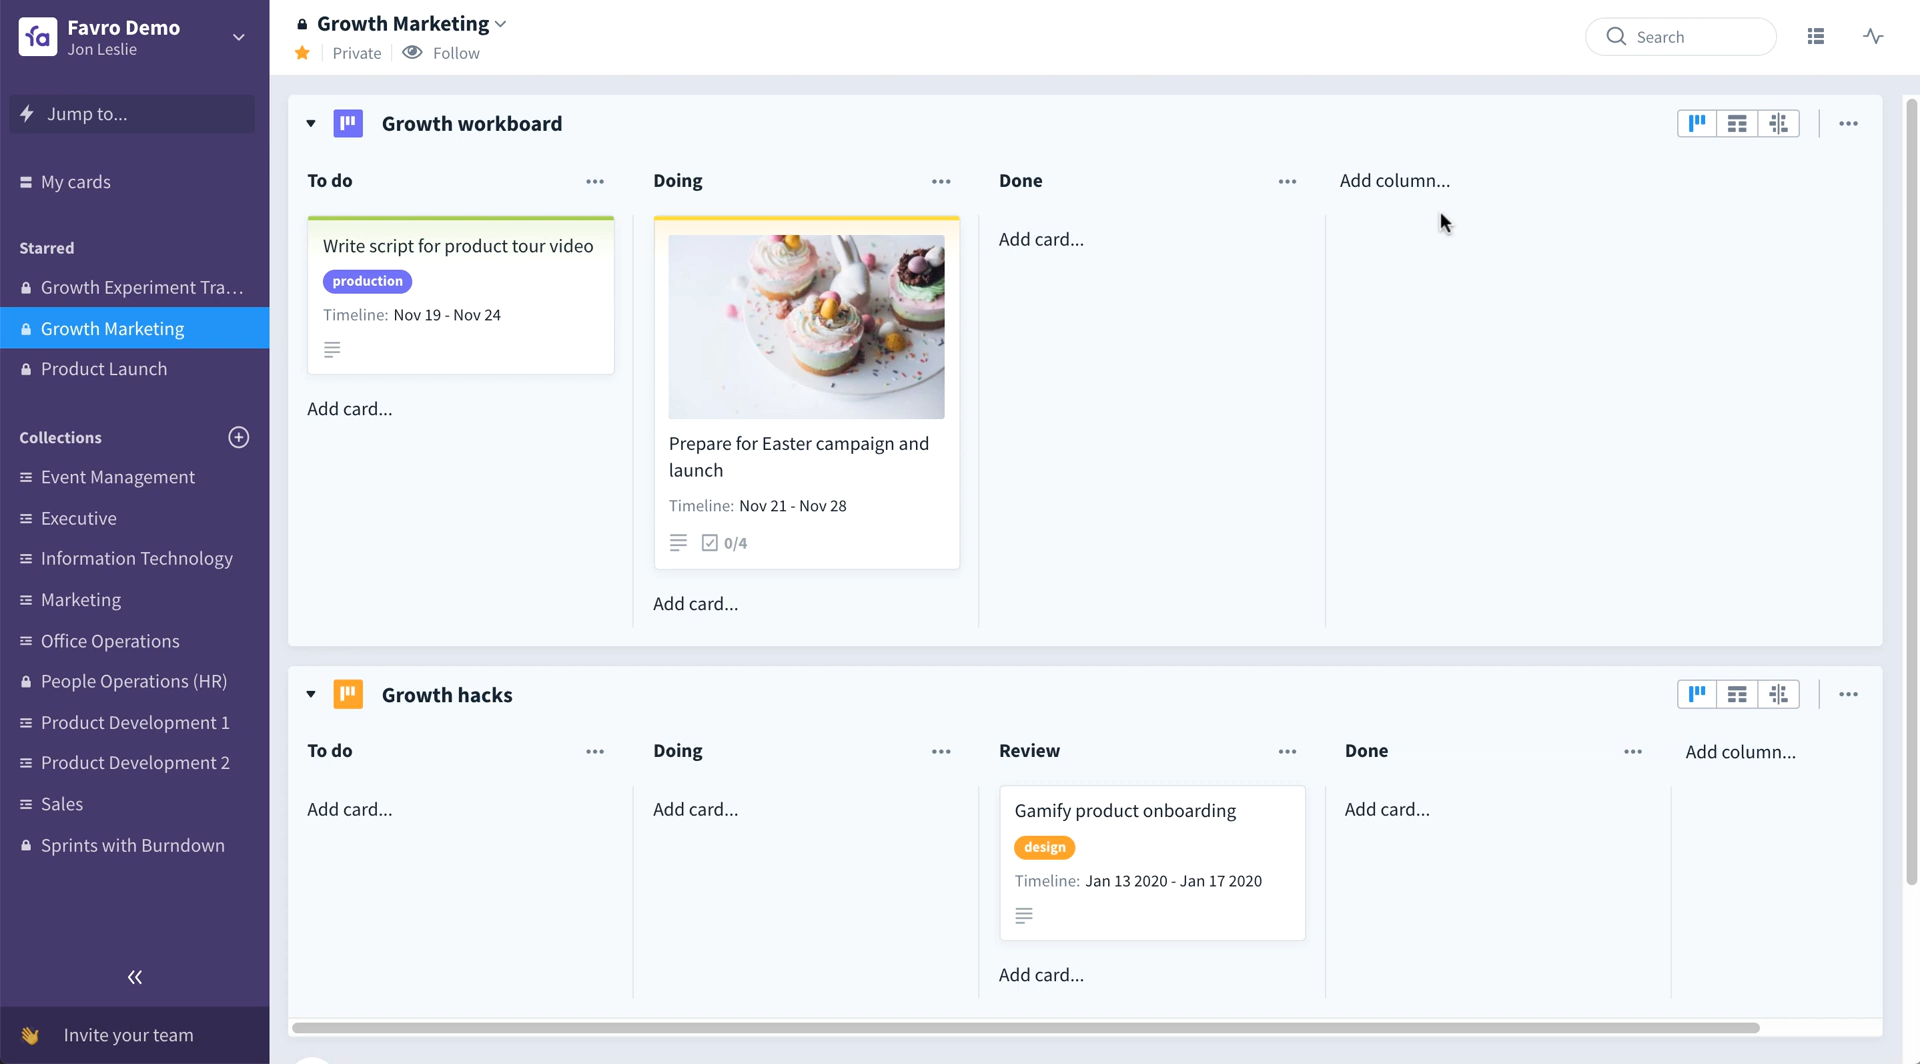 Favro Demo
Jon Leslie
Jump to...
My cards
Starred
Growth Experiment Tra...
Growth Marketing
Product Launch
Collections
Event Management
Executive
Information Technology
Marketing
Office Operations
People Operations (HR)
Product Development 1
Product Development 2
Sales
Sprints with Burndown
Invite your team
Growth Marketing
Private
Follow
Search
Growth workboard
To do
Doing
Done
Add column...
Write script for product tour video
production
Timeline: Nov 19 - Nov 24
Add card...
Prepare for Easter campaign and
launch
Timeline: Nov 21 - Nov 28
0/4
Add card...
Add card...
Growth hacks
To do
Doing
Review
Done
Add column...
Add card...
Add card...
Gamify product onboarding
design
Timeline: Jan 13 2020 - Jan 17 2020
Add card...
Add card...